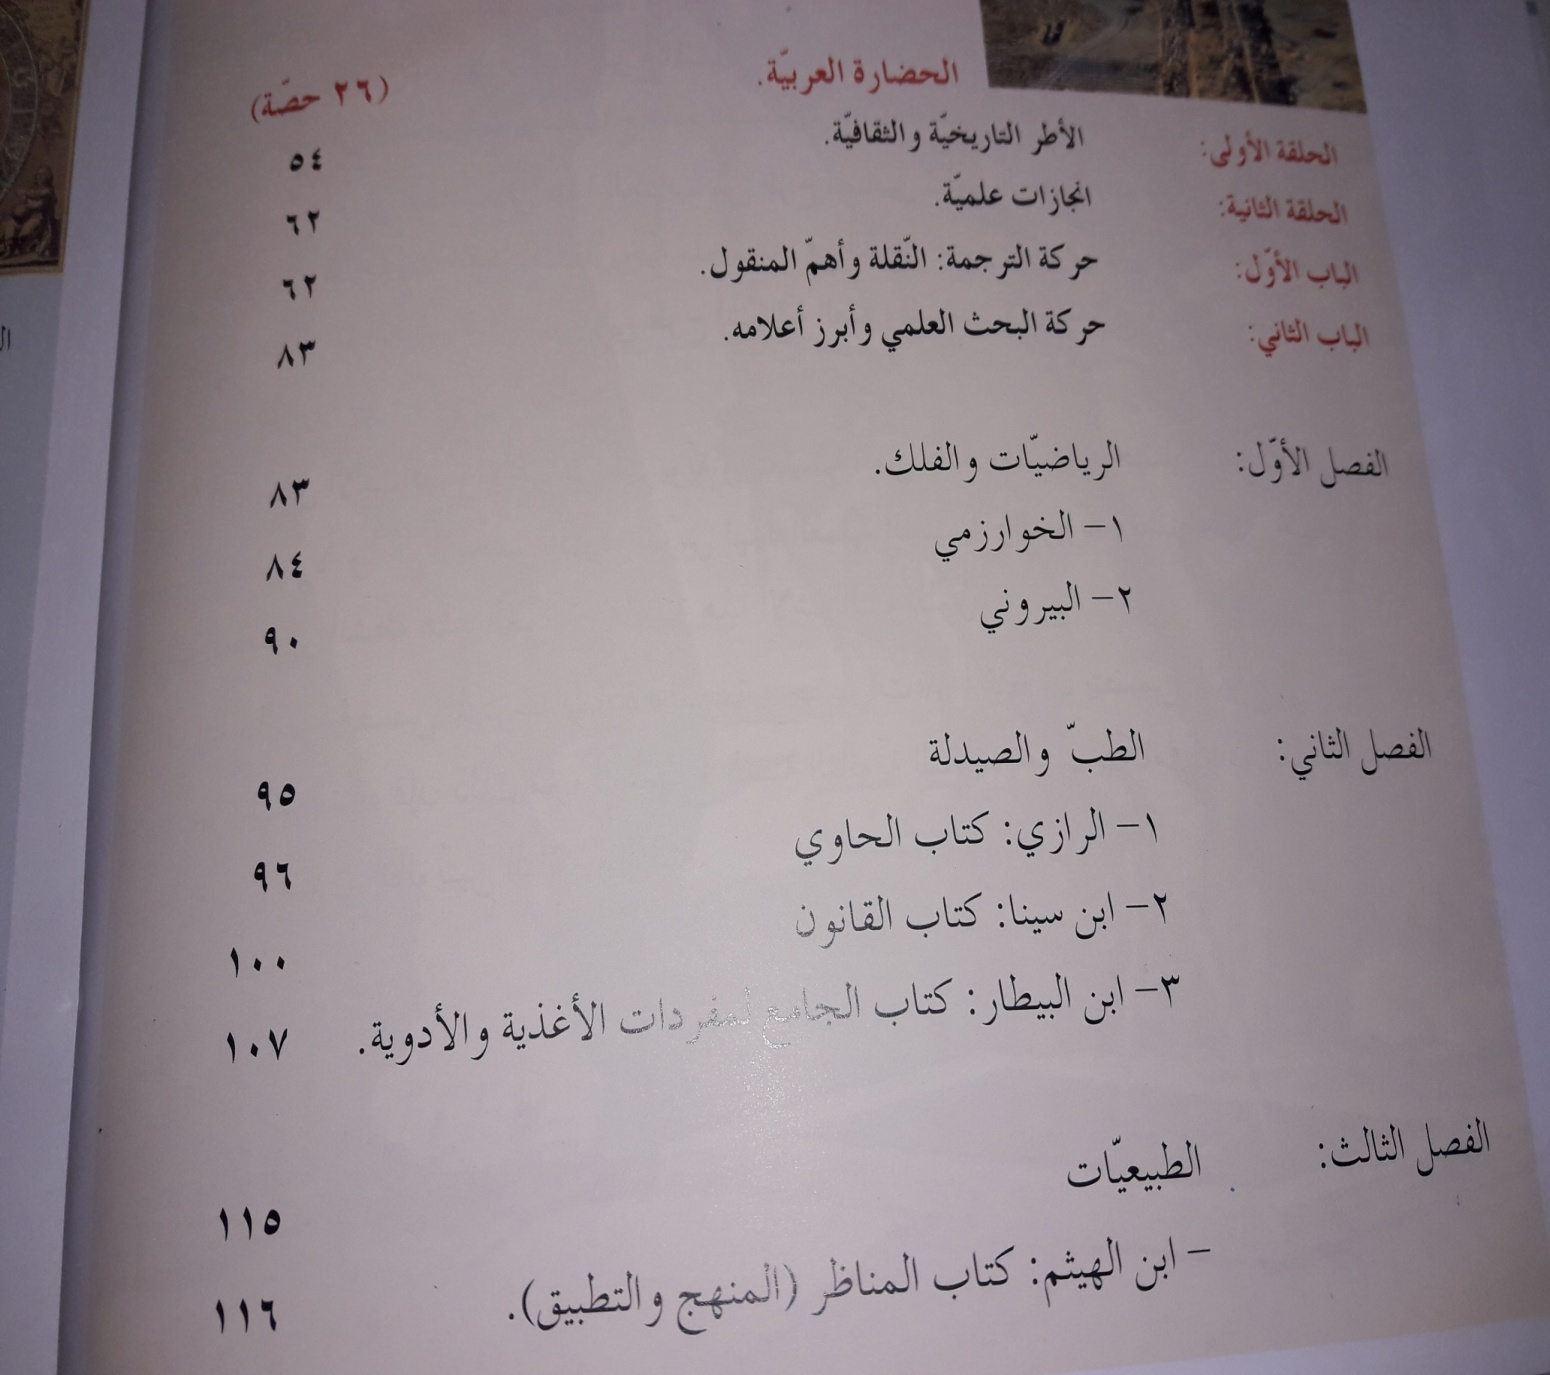 الحضارة العربيّة. (٢٦ حصّة)
الحلقة الأولى: الأطر التاريخيّة والثقافيّة. ٥٤
الحلقة الثانية: انجازات علميّة. ٦٢
الباب الأوّل: حركة الترجمة: النّقلة وأهمّ المنقول. ٦٢
الباب الثاني: حركة البحث العلمي وأبرز أعلامه. ٨٣
الفصل الأوّل: الرياضيّات والفلك. ٨٣
١- الخوارزمي ٨٤
٢- البيروني ٩٠
الفصل الثاني: الطبّ والصيدلة ٩٥
١- الرازي: كتاب الحاوي ٩٦
٢- ابن سينا: كتاب القانون ١٠٠
٣- ابن البيطار: كتاب الجامع لمفردات الأغذية والأدوية. ١٠٧
الفصل الثالث: الطبيعيّات ١١٥
- ابن الهيثم: كتاب المناظر (المنهج والتطبيق). ١١٦